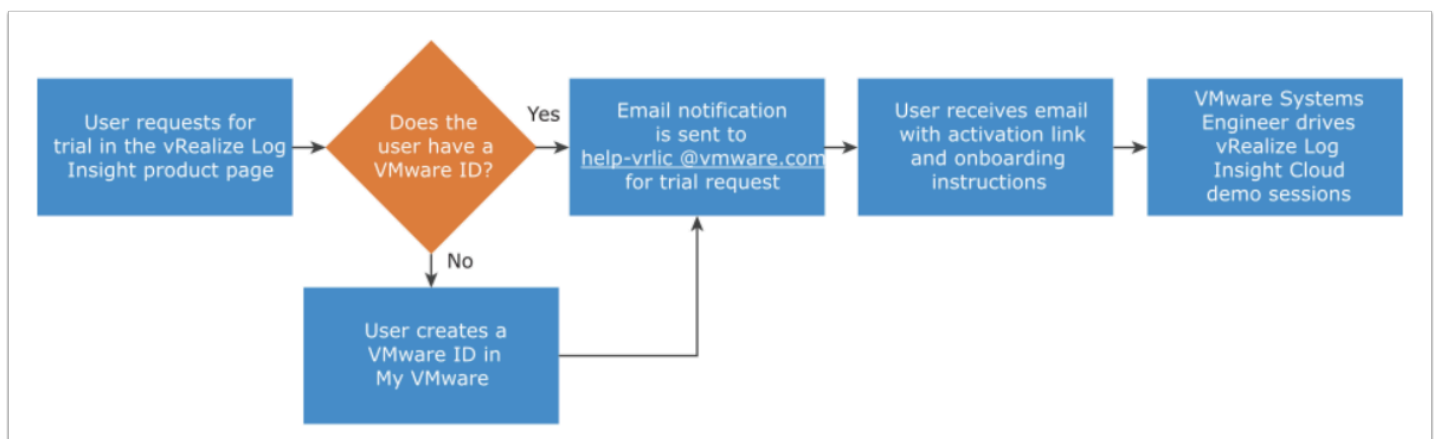 User requests for
trial in the vRealize Log
Insight product page
Does the
user have a
VMware ID?
Yes
Email notification
is sent to
help-vrlic @vmware.com
for trial request
User receives email
with activation link
and onboarding
instructions
VMware Systems
Engineer drives
vRealize Log
Insight Cloud
demo sessions
No
User creates a
VMware ID in
My VMware